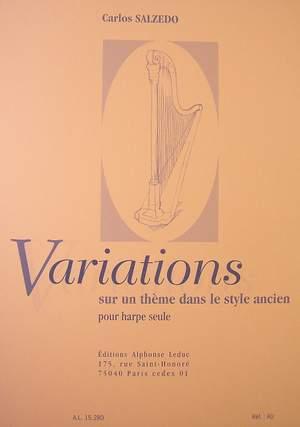 Carlos SALZEDO
Variations
sur un thème dans le style ancien
pour harpe seule
Éditions Alphonse Leduc
175, rue Saint-Honoré
75040 Paris cedex 01
A.L. 15.280